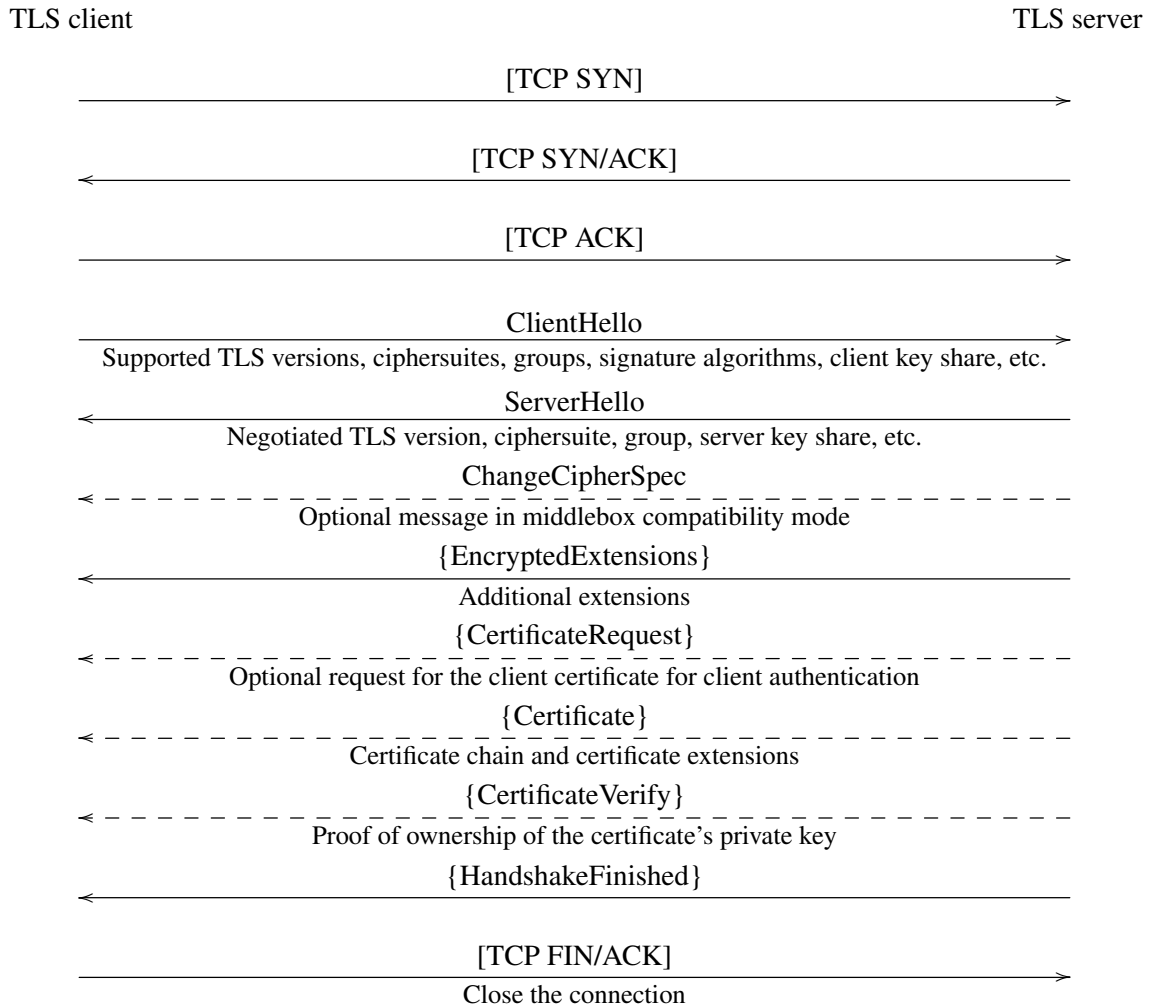 TLS client
TLS server
[TCP SYN]
[TCP SYN/ACK]
[TCP ACK]
ClientHello
Supported TLS versions, ciphersuites, groups, signature algorithms, client key share, etc.
ServerHello
Negotiated TLS version, ciphersuite, group, server key share, etc.
ChangeCipherSpec
Optional message in middlebox compatibility mode
{EncryptedExtensions}
Additional extensions
{CertificateRequest}
Optional request for the client certificate for client authentication
{Certificate}
Certificate chain and certificate extensions
{CertificateVerify}
Proof of ownership of the certificate's private key
{HandshakeFinished}
[TCP FIN/ACK]
Close the connection